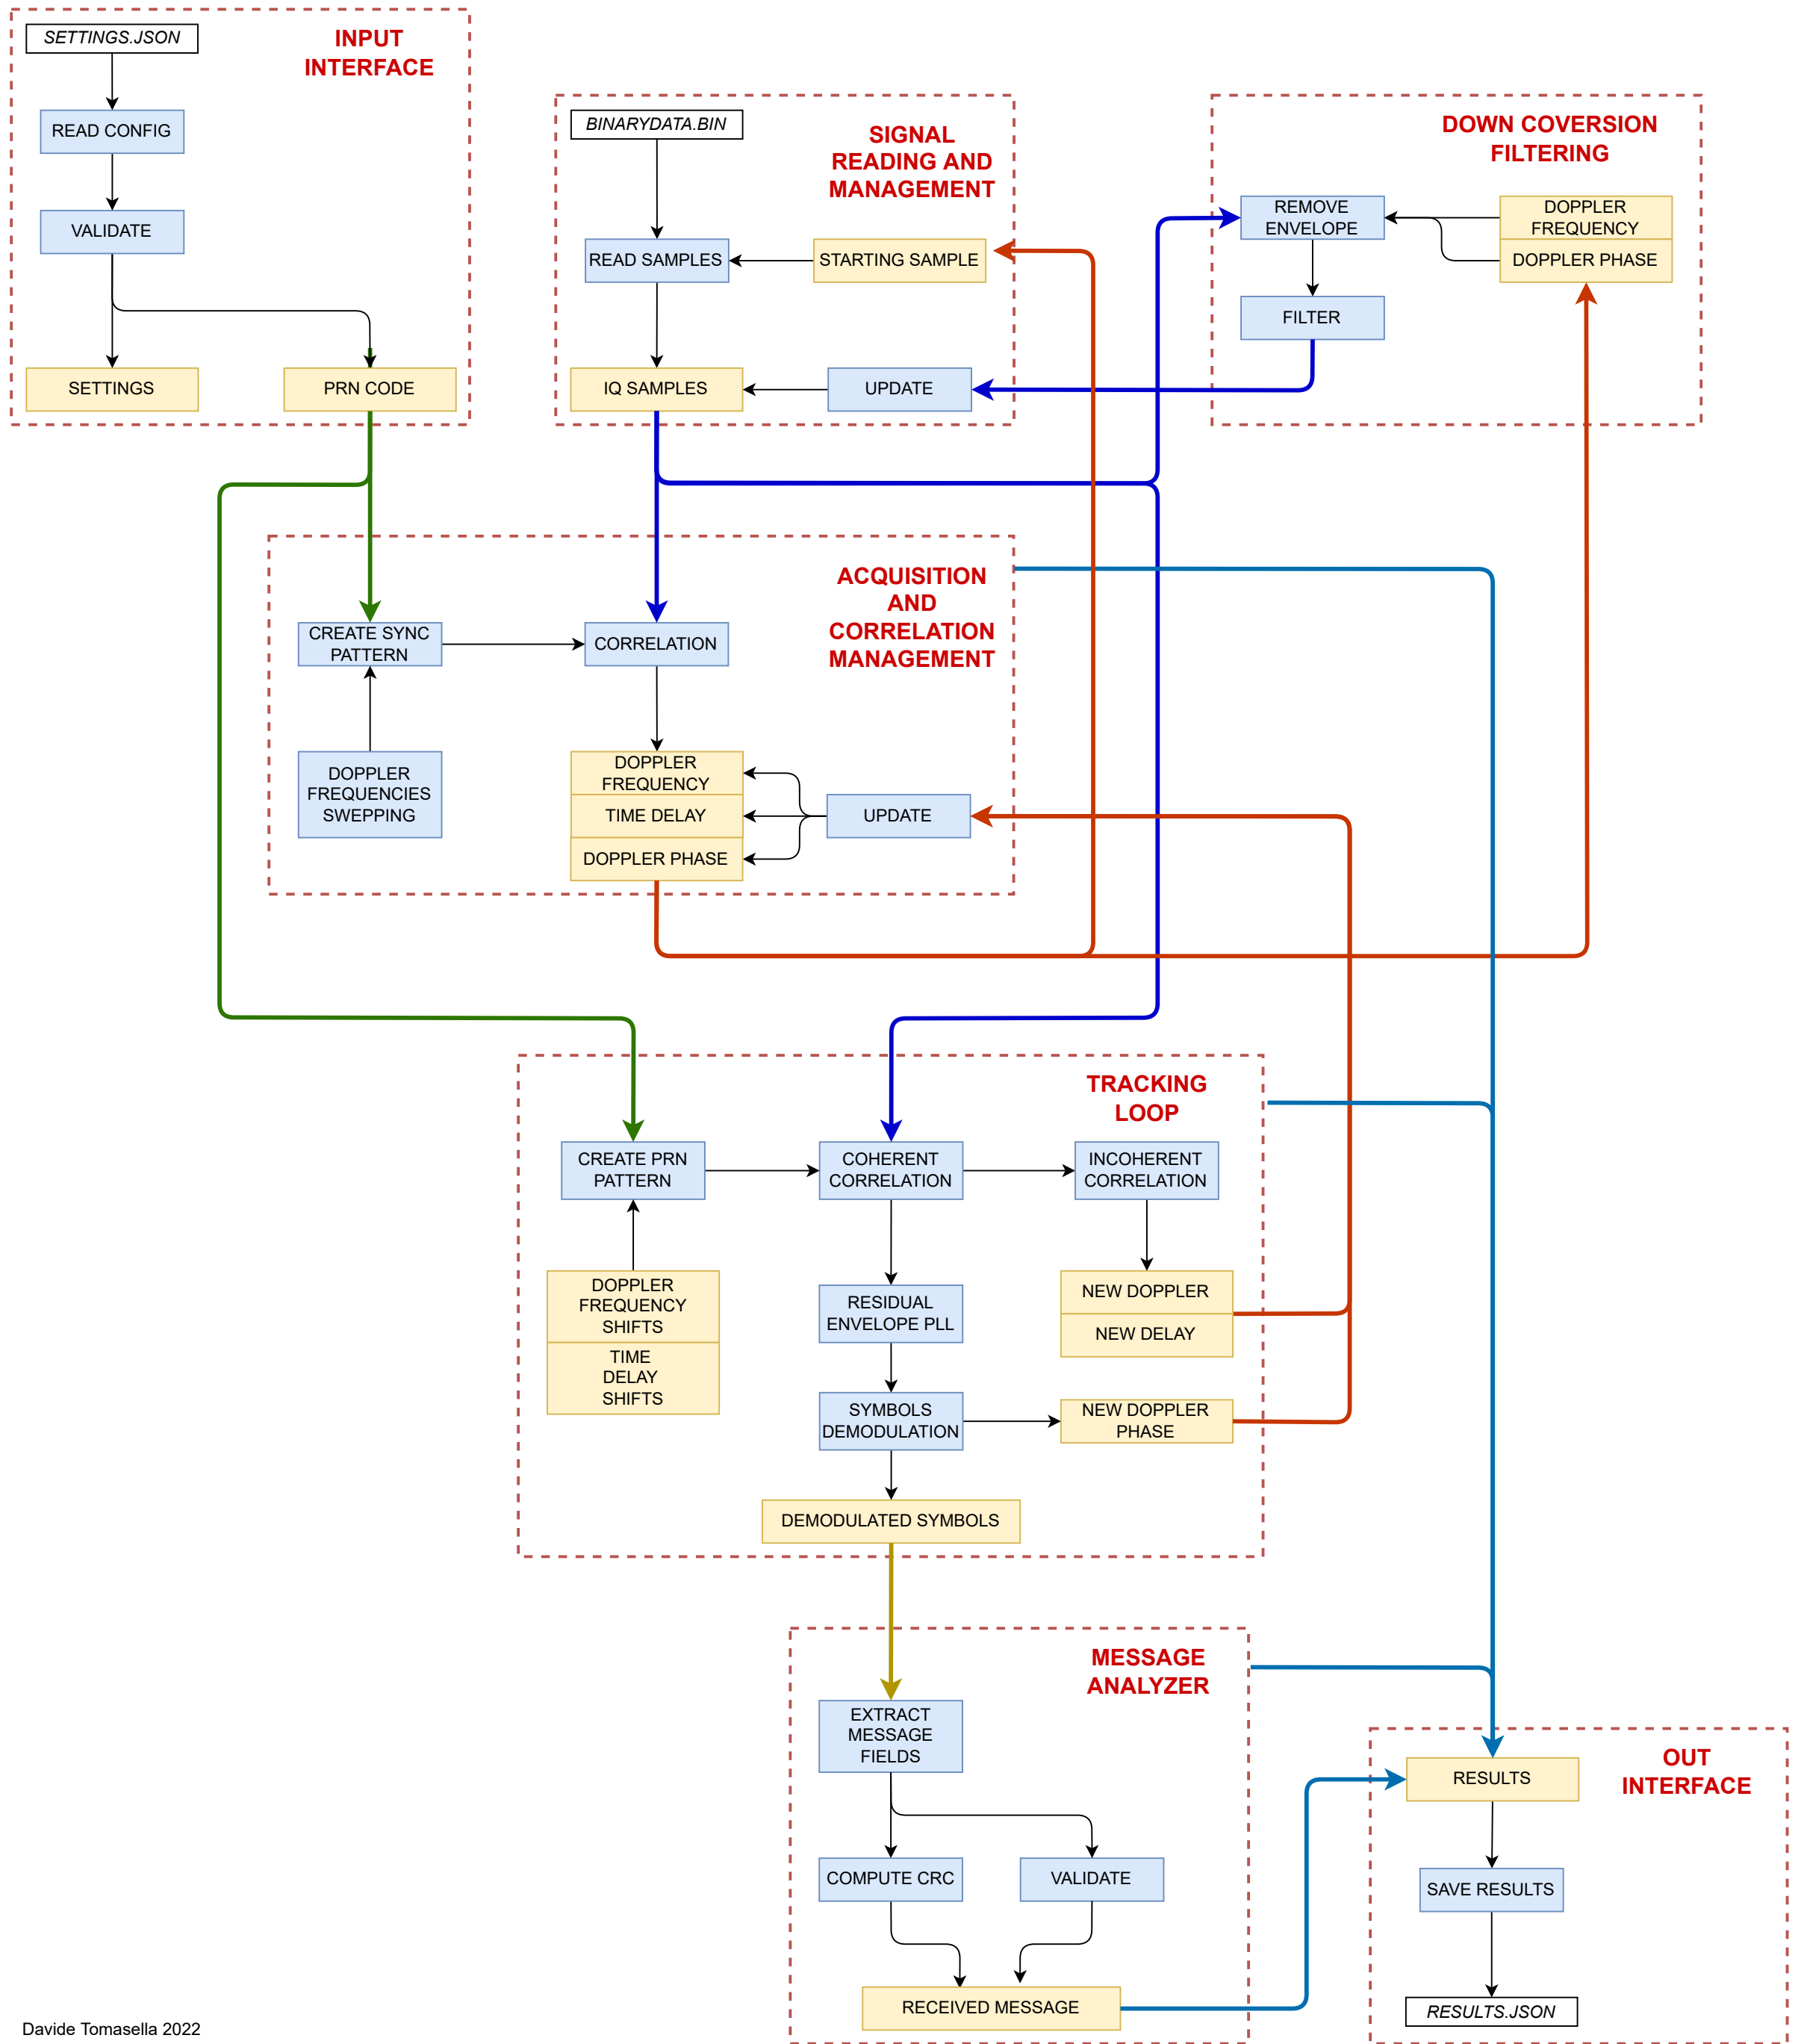 SETTINGS.JSON
INPUT
INTERFACE
READ CONFIG
VALIDATE
SETTINGS
PRN CODE
BINARYDATA.BIN
SIGNAL
READING AND
MANAGEMENT
READ SAMPLES
STARTING SAMPLE
IQ SAMPLES
UPDATE
DOWN COVERSION
FILTERING
REMOVE
ENVELOPE
DOPPLER
FREQUENCY
DOPPLER PHASE
FILTER
ACQUISITION
AND
CORRELATION
MANAGEMENT
CREATE SYNC
PATTERN
CORRELATION
DOPPLER
FREQUENCIES
SWEPPING
DOPPLER
FREQUENCY
TIME DELAY
DOPPLER PHASE
UPDATE
TRACKING
LOOP
CREATE PRN
PATTERN
COHERENT
CORRELATION
INCOHERENT
CORRELATION
DOPPLER
FREQUENCY
SHIFTS
TIME
DELAY
SHIFTS
RESIDUAL
ENVELOPE PLL
NEW DOPPLER
NEW DELAY
SYMBOLS
DEMODULATION
NEW DOPPLER
PHASE
DEMODULATED SYMBOLS
MESSAGE
ANALYZER
EXTRACT
MESSAGE
FIELDS
COMPUTE CRC
VALIDATE
RECEIVED MESSAGE
OUT
INTERFACE
RESULTS
SAVE RESULTS
RESULTS.JSON
Davide Tomasella 2022